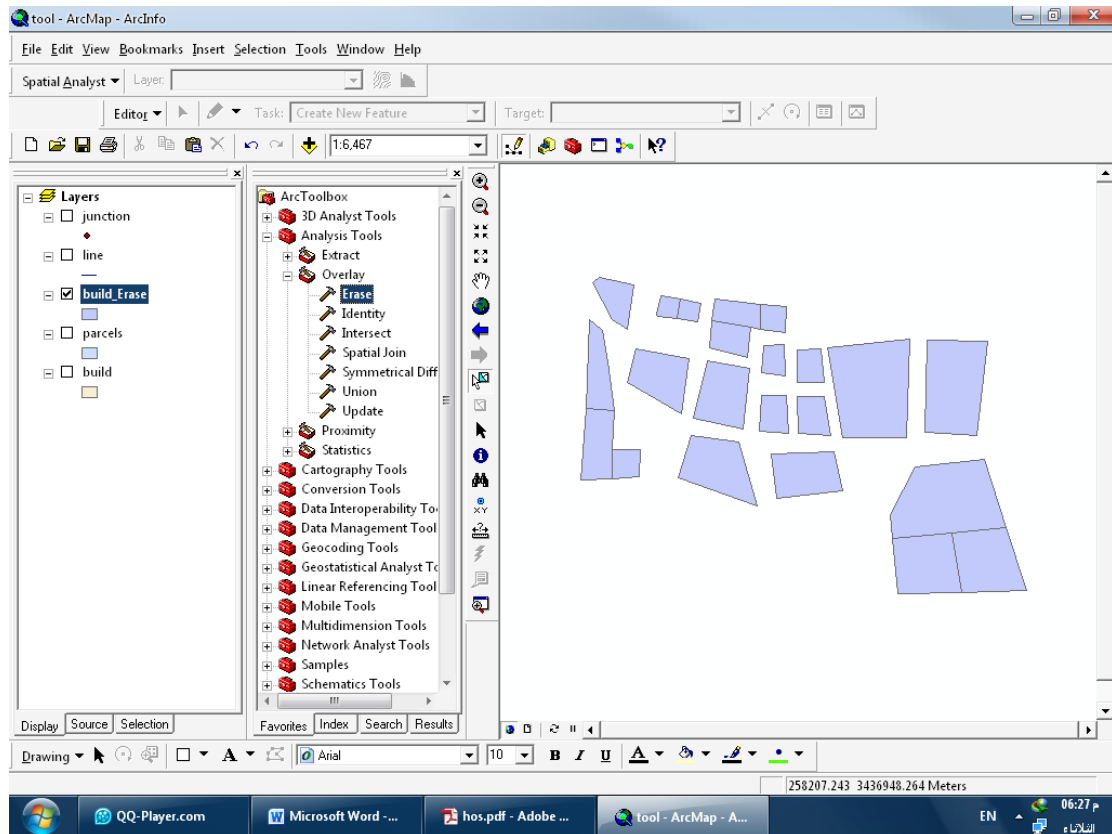 tool - ArcMap - ArcInfo
File Edit View Bookmarks Insert Selection Tools Window Help
Spatial Analyst Layer:
Editor Task: Create New Feature Target:
1:6,467
Layers
junction
line
build_Erase
parcels
build
Display Source Selection
ArcToolbox
3D Analyst Tools
Analysis Tools
Extract
Overlay
Erase
Identity
Intersect
Spatial Join
Symmetrical Diff
Union
Update
Proximity
Statistics
Cartography Tools
Conversion Tools
Data Interoperability To
Data Management Tool
Geocoding Tools
Geostatistical Analyst To
Linear Referencing Tool
Mobile Tools
Multidimension Tools
Network Analyst Tools
Samples
Schematics Tools
Favorites Index Search Results
XY
Drawing A Arial 10 B I U A
258207.243 3436948.264 Meters
QQ-Player.com Microsoft Word -... hos.pdf - Adobe ... tool - ArcMap - A... EN 06:27 م
الثلاثاء